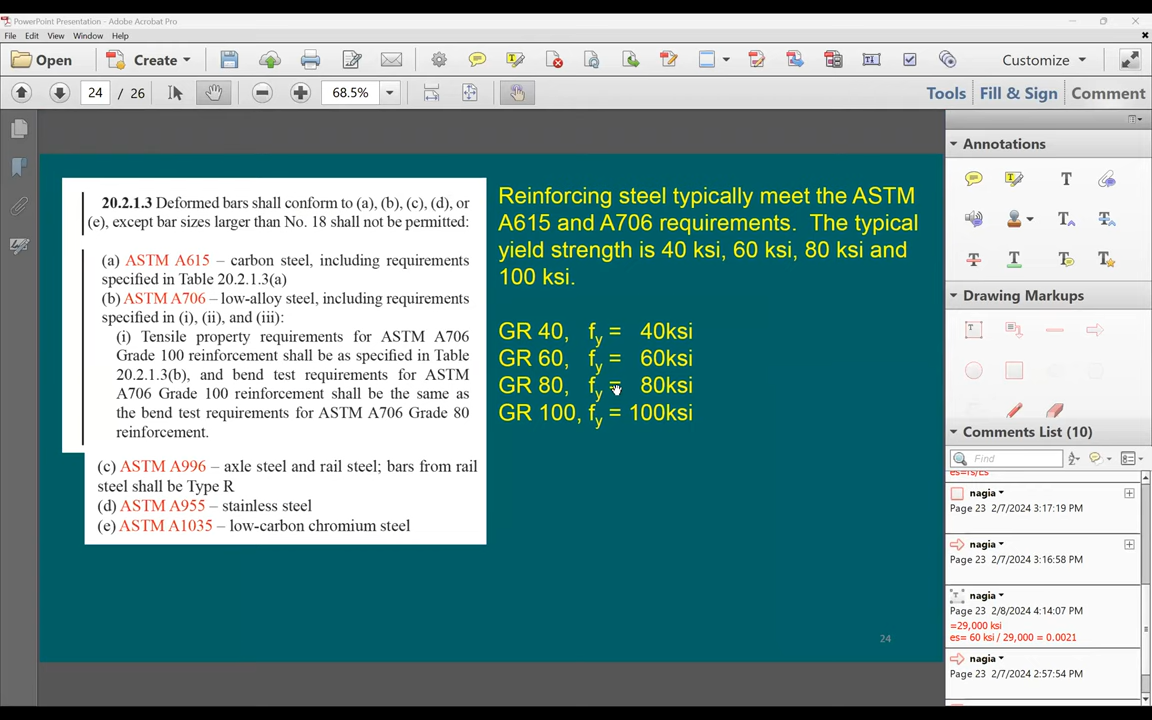 PowerPoint Presentation - Adobe Acrobat Pro
File Edit View Window Help
Open
Create
Customize
24 / 26
68.5%
Tools Fill & Sign Comment
20.2.1.3 Deformed bars shall conform to (a), (b), (c), (d), or
(e), except bar sizes larger than No. 18 shall not be permitted:
(a) ASTM A615 – carbon steel, including requirements
specified in Table 20.2.1.3(a)
(b) ASTM A706 – low-alloy steel, including requirements
specified in (i), (ii), and (iii):
(i) Tensile property requirements for ASTM A706
Grade 100 reinforcement shall be as specified in Table
20.2.1.3(b), and bend test requirements for ASTM
A706 Grade 100 reinforcement shall be the same as
the bend test requirements for ASTM A706 Grade 80
reinforcement.
(c) ASTM A996 – axle steel and rail steel; bars from rail
steel shall be Type R
(d) ASTM A955 – stainless steel
(e) ASTM A1035 – low-carbon chromium steel
Reinforcing steel typically meet the ASTM
A615 and A706 requirements. The typical
yield strength is 40 ksi, 60 ksi, 80 ksi and
100 ksi.
GR 40, fy = 40ksi
GR 60, fy = 60ksi
GR 80, fy = 80ksi
GR 100, fy = 100ksi
24
Annotations
Drawing Markups
Comments List (10)
Find
es=fs/Es
nagia
Page 23 2/7/2024 3:17:19 PM
nagia
Page 23 2/7/2024 3:16:58 PM
nagia
Page 23 2/8/2024 4:14:07 PM
=29,000 ksi
es= 60 ksi / 29,000 = 0.0021
nagia
Page 23 2/7/2024 2:57:54 PM